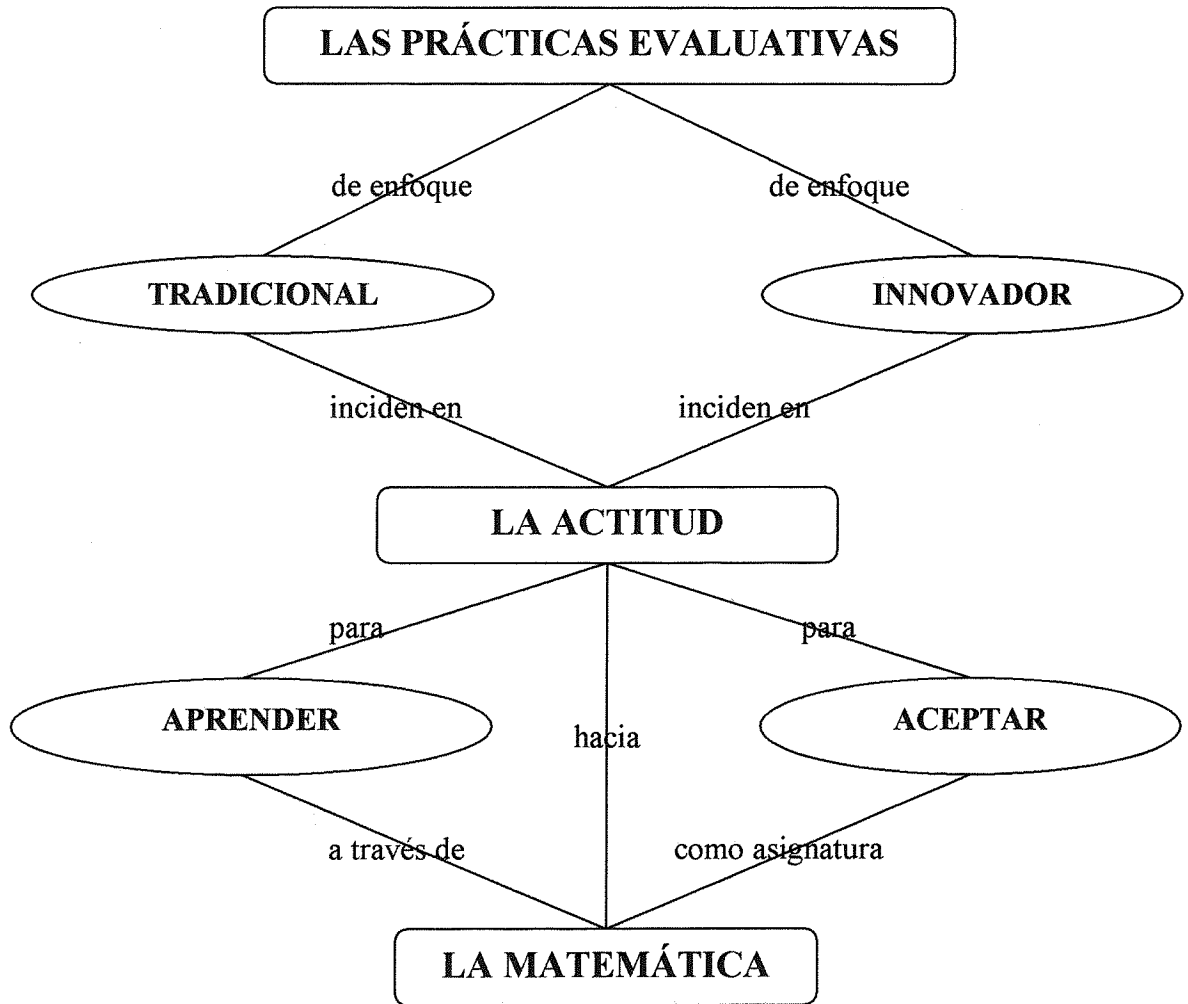 LAS PRÁCTICAS EVALUATIVAS
de enfoque
de enfoque
TRADICIONAL
INNOVADOR
inciden en
inciden en
LA ACTITUD
para
para
APRENDER
hacia
ACEPTAR
a través de
como asignatura
LA MATEMÁTICA